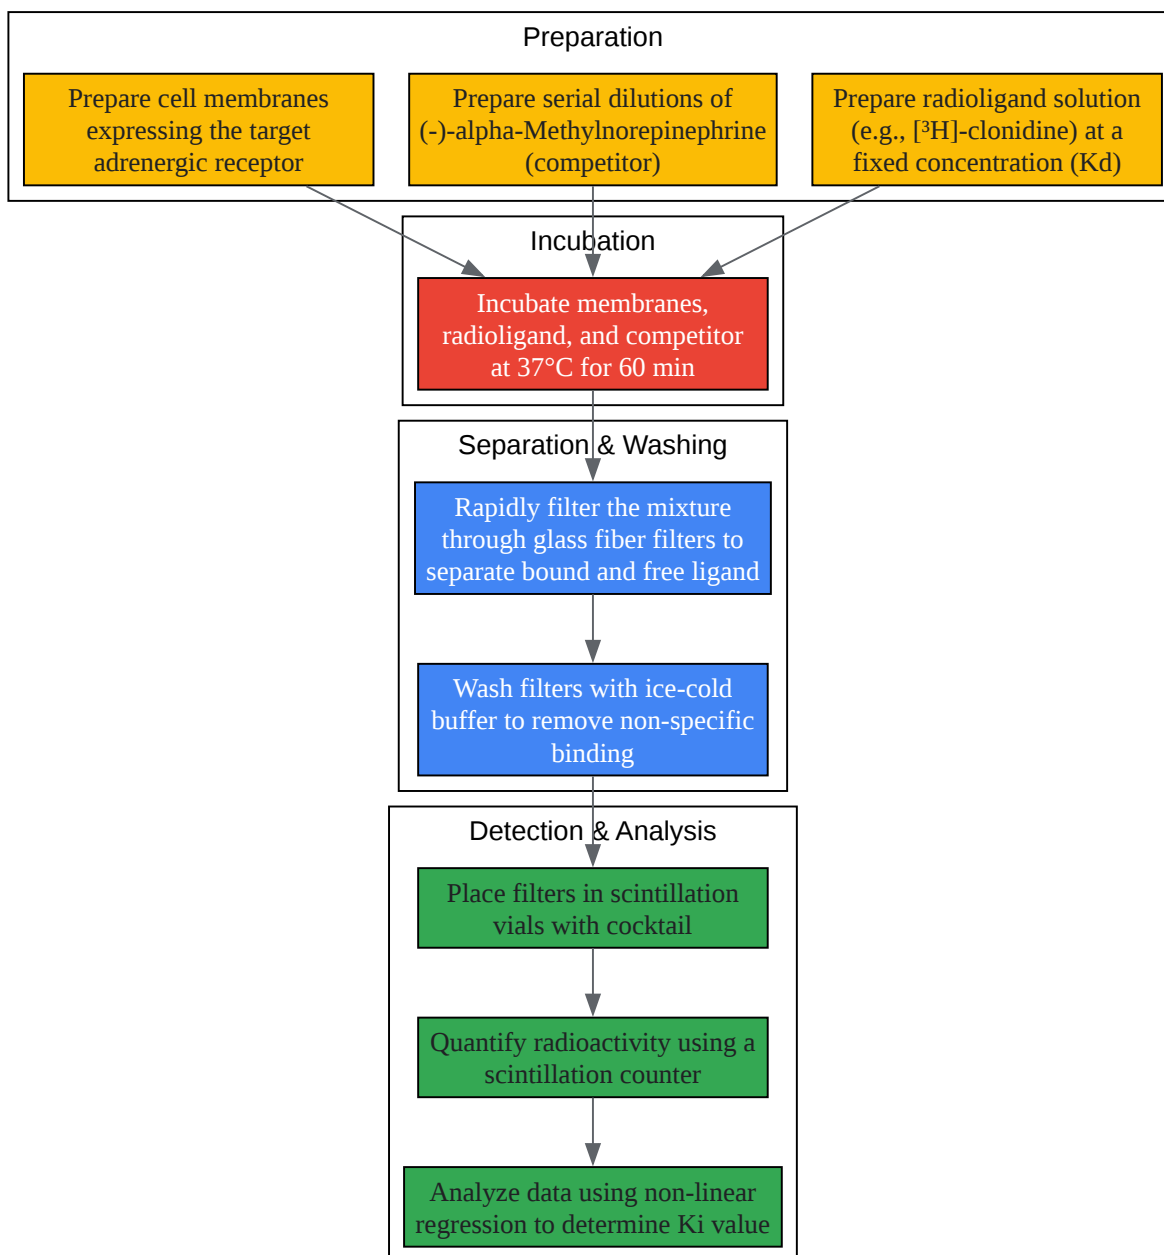 Preparation
Prepare cell membranes
expressing the target
adrenergic receptor
Prepare serial dilutions of
(-)-alpha-Methylnorepinephrine
(competitor)
Prepare radioligand solution
(e.g., [³H]-clonidine) at a
fixed concentration (Kd)
Incubation
Incubate membranes,
radioligand, and competitor
at 37°C for 60 min
Separation & Washing
Rapidly filter the mixture
through glass fiber filters to
separate bound and free ligand
Wash filters with ice-cold
buffer to remove non-specific
binding
Detection & Analysis
Place filters in scintillation
vials with cocktail
Quantify radioactivity using a
scintillation counter
Analyze data using non-linear
regression to determine Ki value